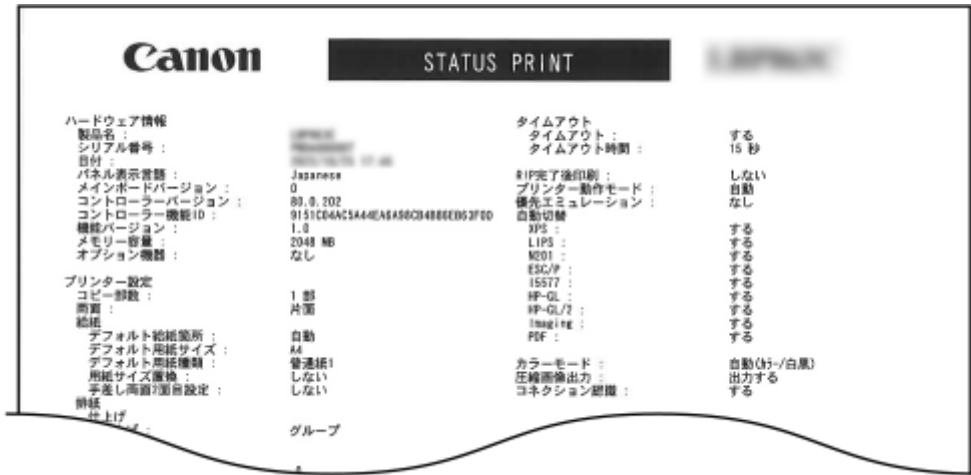 Canon
STATUS PRINT
ハードウェア情報
製品名 :
シリアル番号 :
日付 :
パネル表示言語 : Japanese
メインボードバージョン : 0
コントローラーバージョン : 80.0.202
コントローラー機能ID :
機能バージョン : 1.0
メモリー容量 : 2048 MB
オプション機器 : なし
プリンター設定
コピー部数 : 1 部
両面 : 片面
給紙
デフォルト給紙箇所 : 自動
デフォルト用紙サイズ : A4
デフォルト用紙種類 : 普通紙1
用紙サイズ置換 : しない
手差し両面2面目設定 : しない
排紙
仕上げ
グループ
タイムアウト
タイムアウト : する
タイムアウト時間 : 15 秒
RIP完了後印刷 : しない
プリンター動作モード : 自動
優先エミュレーション : なし
自動切替
XPS : する
LIPS : する
N201 : する
ESC/P : する
I5577 : する
HP-GL : する
HP-GL/2 : する
Imaging : する
PDF : する
カラーモード : 自動(カラー/白黒)
圧縮画像出力 : 出力する
コネクション認識 : する